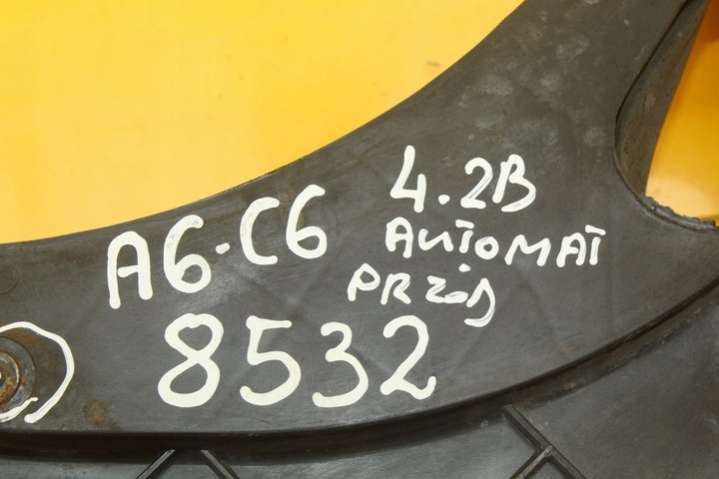 A6-C6 4.2B
AUTOMAT
PRZÓD
8532